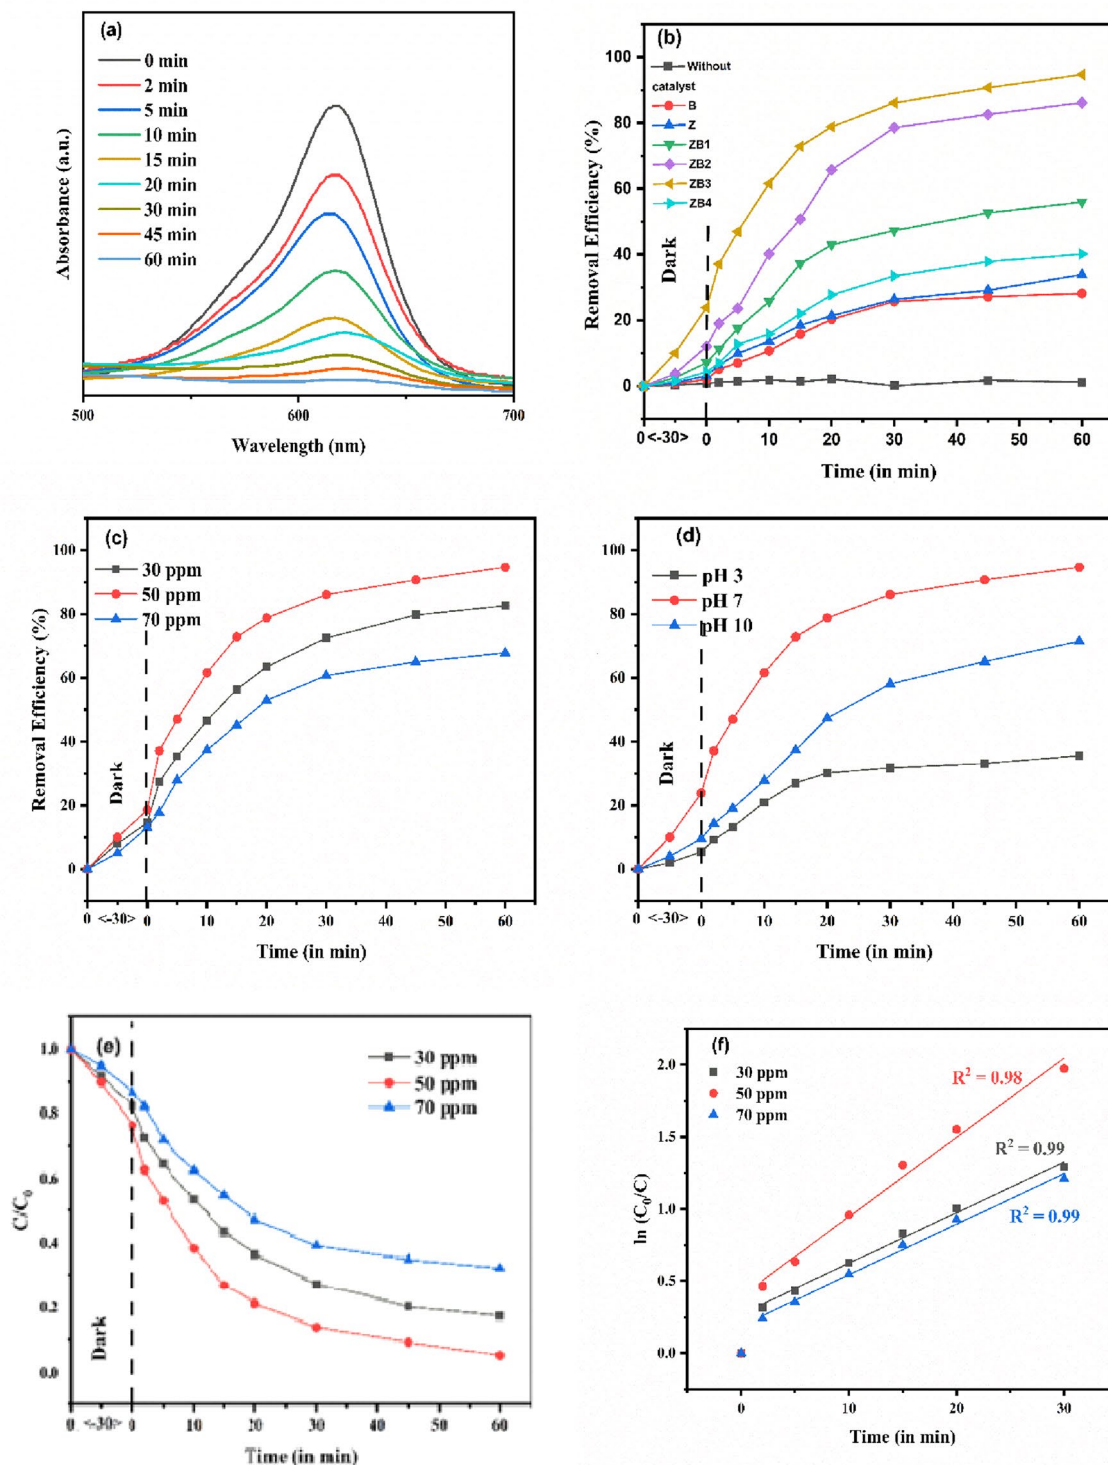 (a)
0 min
2 min
5 min
10 min
15 min
20 min
30 min
45 min
60 min
Absorbance (a.u.)
500
600
700
Wavelength (nm)
(b)
Without
catalyst
B
Z
ZB1
ZB2
ZB3
ZB4
Removal Efficiency (%)
100
80
60
40
20
0
Dark
0 <-30> 0 10 20 30 40 50 60
Time (in min)
(c)
30 ppm
50 ppm
70 ppm
Removal Efficiency (%)
100
80
60
40
20
0
Dark
0 <-30> 0 10 20 30 40 50 60
Time (in min)
(d)
pH 3
pH 7
pH 10
100
80
60
40
20
0
Dark
0 <-30> 0 10 20 30 40 50 60
Time (in min)
(e)
30 ppm
50 ppm
70 ppm
C/C0
1.0
0.8
0.6
0.4
0.2
0.0
Dark
0 <-30> 0 10 20 30 40 50 60
Time (in min)
(f)
30 ppm
50 ppm
70 ppm
R² = 0.98
R² = 0.99
R² = 0.99
ln (C0/C)
2.0
1.5
1.0
0.5
0.0
0 10 20 30
Time (in min)